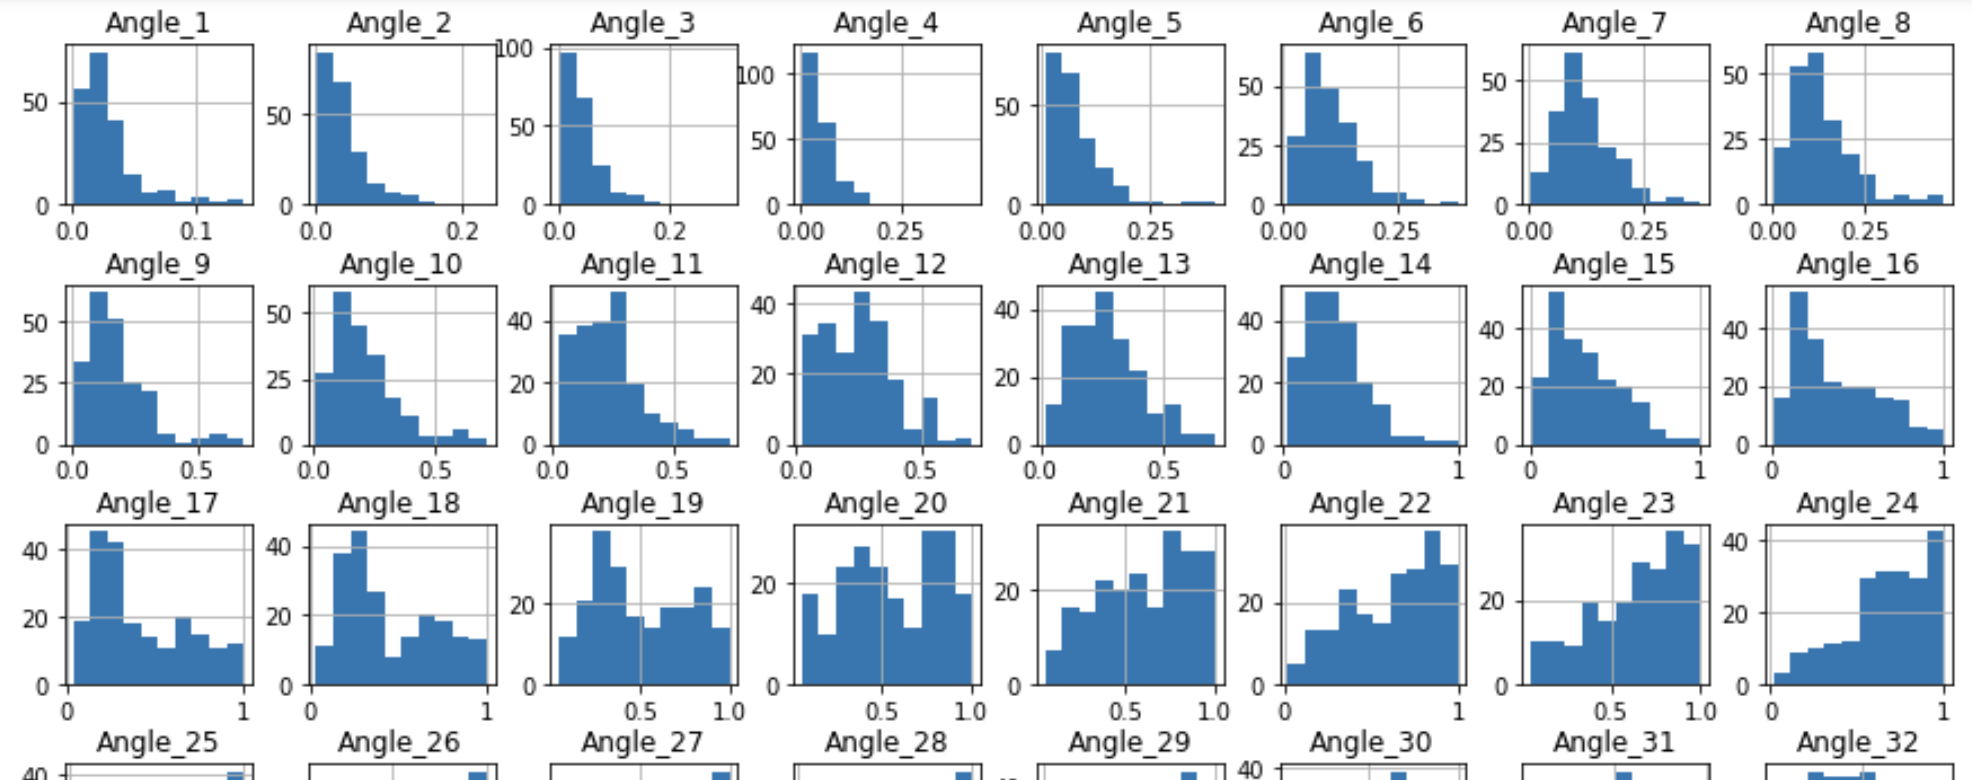 Angle_1 Angle_2 Angle_3 Angle_4 Angle_5 Angle_6 Angle_7 Angle_8
50 0 50 0 100 50 0 100 50 0 50 0 50 25 0 50 25 0 50 25 0
0.0 0.1 0.0 0.2 0.0 0.2 0.00 0.25 0.00 0.25 0.00 0.25 0.00 0.25 0.00 0.25
Angle_9 Angle_10 Angle_11 Angle_12 Angle_13 Angle_14 Angle_15 Angle_16
50 25 0 50 25 0 40 20 0 40 20 0 40 20 0 40 20 0 40 20 0 40 20 0
0.0 0.5 0.0 0.5 0.0 0.5 0.0 0.5 0.0 0.5 0 1 0 1 0 1
Angle_17 Angle_18 Angle_19 Angle_20 Angle_21 Angle_22 Angle_23 Angle_24
40 20 0 40 20 0 20 0 20 0 20 0 20 0 20 0 40 20 0
0 1 0 1 0.5 1.0 0.5 1.0 0.5 1.0 0 1 0.5 1.0 0 1
Angle_25 Angle_26 Angle_27 Angle_28 Angle_29 Angle_30 Angle_31 Angle_32
40 40